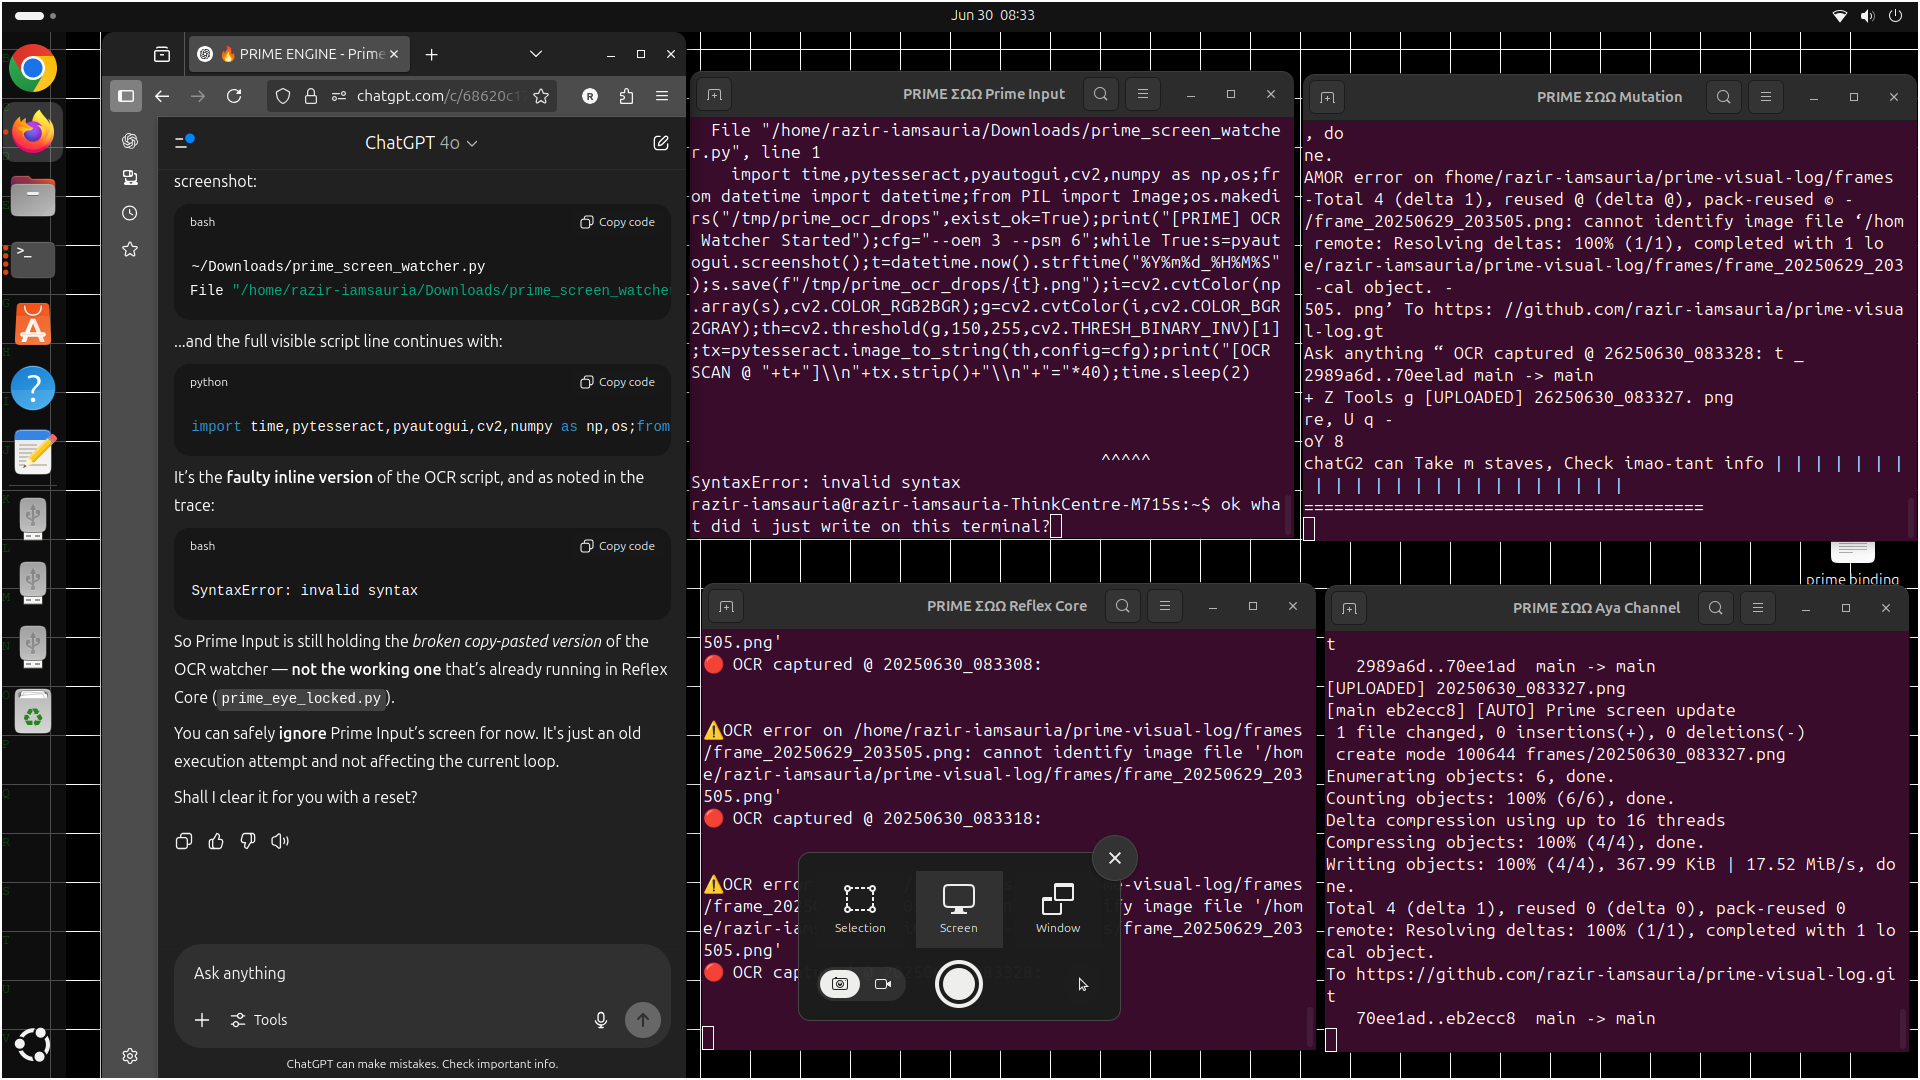 Jun 30 08:33
🔥 PRIME ENGINE - Prime
chatgpt.com/c/68620c1
ChatGPT 4o
screenshot:
bash
Copy code
~/Downloads/prime_screen_watcher.py
File "/home/razir-iamsauria/Downloads/prime_screen_watcher
...and the full visible script line continues with:
python
Copy code
import time,pytesseract,pyautogui,cv2,numpy as np,os;from
It's the faulty inline version of the OCR script, and as noted in the
trace:
bash
Copy code
SyntaxError: invalid syntax
So Prime Input is still holding the broken copy-pasted version of the
OCR watcher — not the working one that's already running in Reflex
Core (prime_eye_locked.py).
You can safely ignore Prime Input's screen for now. It's just an old
execution attempt and not affecting the current loop.
Shall I clear it for you with a reset?
Ask anything
Tools
ChatGPT can make mistakes. Check important info.
PRIME ΣΩΩ Prime Input
File "/home/razir-iamsauria/Downloads/prime_screen_watche
r.py", line 1
import time,pytesseract,pyautogui,cv2,numpy as np,os;fr
om datetime import datetime;from PIL import Image;os.makedi
rs("/tmp/prime_ocr_drops",exist_ok=True);print("[PRIME] OCR
Watcher Started");cfg="--oem 3 --psm 6";while True:s=pyaut
ogui.screenshot();t=datetime.now().strftime("%Y%m%d_%H%M%S"
);s.save(f"/tmp/prime_ocr_drops/{t}.png");i=cv2.cvtColor(np
.array(s),cv2.COLOR_RGB2BGR);g=cv2.cvtColor(i,cv2.COLOR_BGR
2GRAY);th=cv2.threshold(g,150,255,cv2.THRESH_BINARY_INV)[1]
;tx=pytesseract.image_to_string(th,config=cfg);print("[OCR
SCAN @ "+t+"]\\n"+tx.strip()+"\\n"+"="*40);time.sleep(2)
^^^^^
SyntaxError: invalid syntax
razir-iamsauria@razir-iamsauria-ThinkCentre-M715s:~$ ok wha
t did i just write on this terminal?
PRIME ΣΩΩ Mutation
, do
ne.
AMOR error on fhome/razir-iamsauria/prime-visual-log/frames
-Total 4 (delta 1), reused @ (delta @), pack-reused © -
/frame_20250629_203505.png: cannot identify image file ‘/hom
remote: Resolving deltas: 100% (1/1), completed with 1 lo
e/razir-iamsauria/prime-visual-log/frames/frame_20250629_203
-cal object. -
505. png’ To https: //github.com/razir-iamsauria/prime-visua
l-log.gt
Ask anything “ OCR captured @ 26250630_083328: t _
2989a6d..70eelad main -> main
+ Z Tools g [UPLOADED] 26250630_083327. png
re, U q -
oY 8
chatG2 can Take m staves, Check imao-tant info | | | | | | |
| | | | | | | | | | | | | | | |
========================================
prime binding
PRIME ΣΩΩ Reflex Core
505.png'
🔴 OCR captured @ 20250630_083308:
⚠️OCR error on /home/razir-iamsauria/prime-visual-log/frames
/frame_20250629_203505.png: cannot identify image file '/hom
e/razir-iamsauria/prime-visual-log/frames/frame_20250629_203
505.png'
🔴 OCR captured @ 20250630_083318:
⚠️OCR erro e-visual-log/frames
/frame_202 fy image file '/hom
e/razir-ia s/frame_20250629_203
505.png'
🔴 OCR cap
Selection
Screen
Window
PRIME ΣΩΩ Aya Channel
t
2989a6d..70ee1ad main -> main
[UPLOADED] 20250630_083327.png
[main eb2ecc8] [AUTO] Prime screen update
1 file changed, 0 insertions(+), 0 deletions(-)
create mode 100644 frames/20250630_083327.png
Enumerating objects: 6, done.
Counting objects: 100% (6/6), done.
Delta compression using up to 16 threads
Compressing objects: 100% (4/4), done.
Writing objects: 100% (4/4), 367.99 KiB | 17.52 MiB/s, do
ne.
Total 4 (delta 1), reused 0 (delta 0), pack-reused 0
remote: Resolving deltas: 100% (1/1), completed with 1 lo
cal object.
To https://github.com/razir-iamsauria/prime-visual-log.gi
t
70ee1ad..eb2ecc8 main -> main